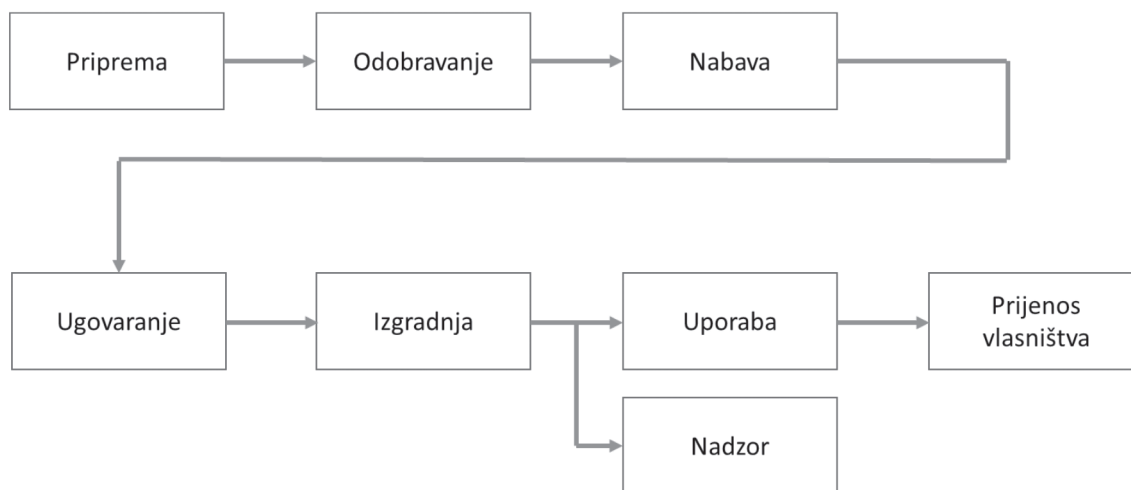 Priprema
Odobravanje
Nabava
Ugovaranje
Izgradnja
Uporaba
Prijenos
vlasništva
Nadzor